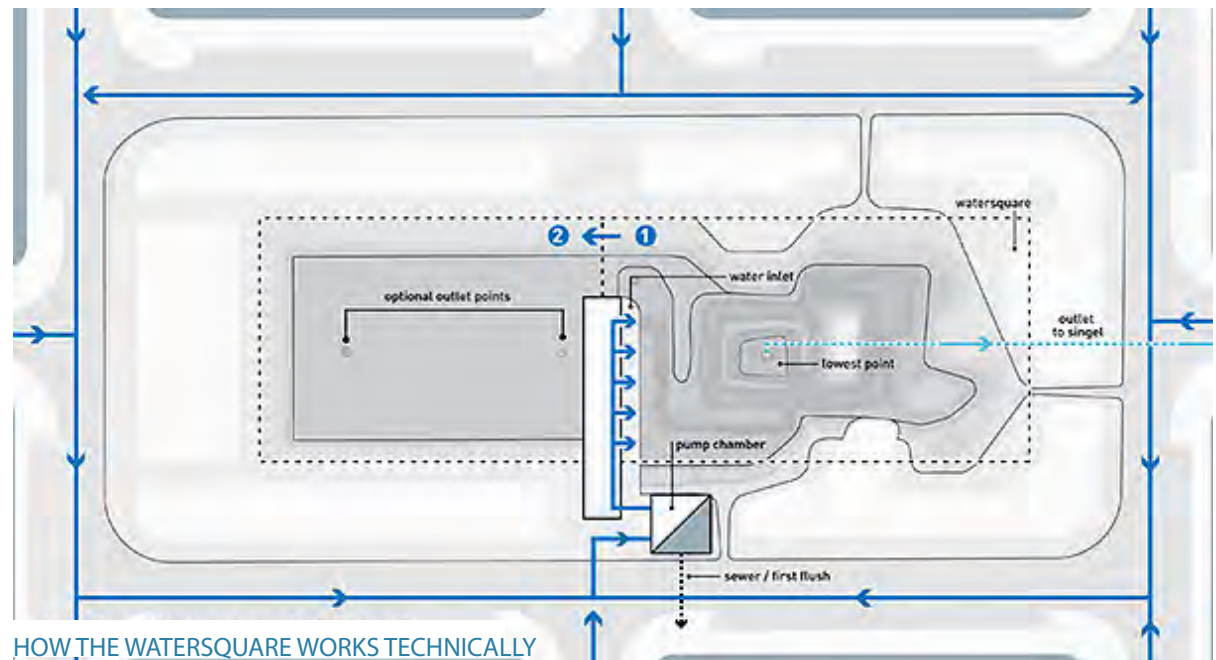 watersquare
2
1
water inlet
optional outlet points
outlet
to singel
lowest point
pump chamber
sewer / first flush
HOW THE WATERSQUARE WORKS TECHNICALLY